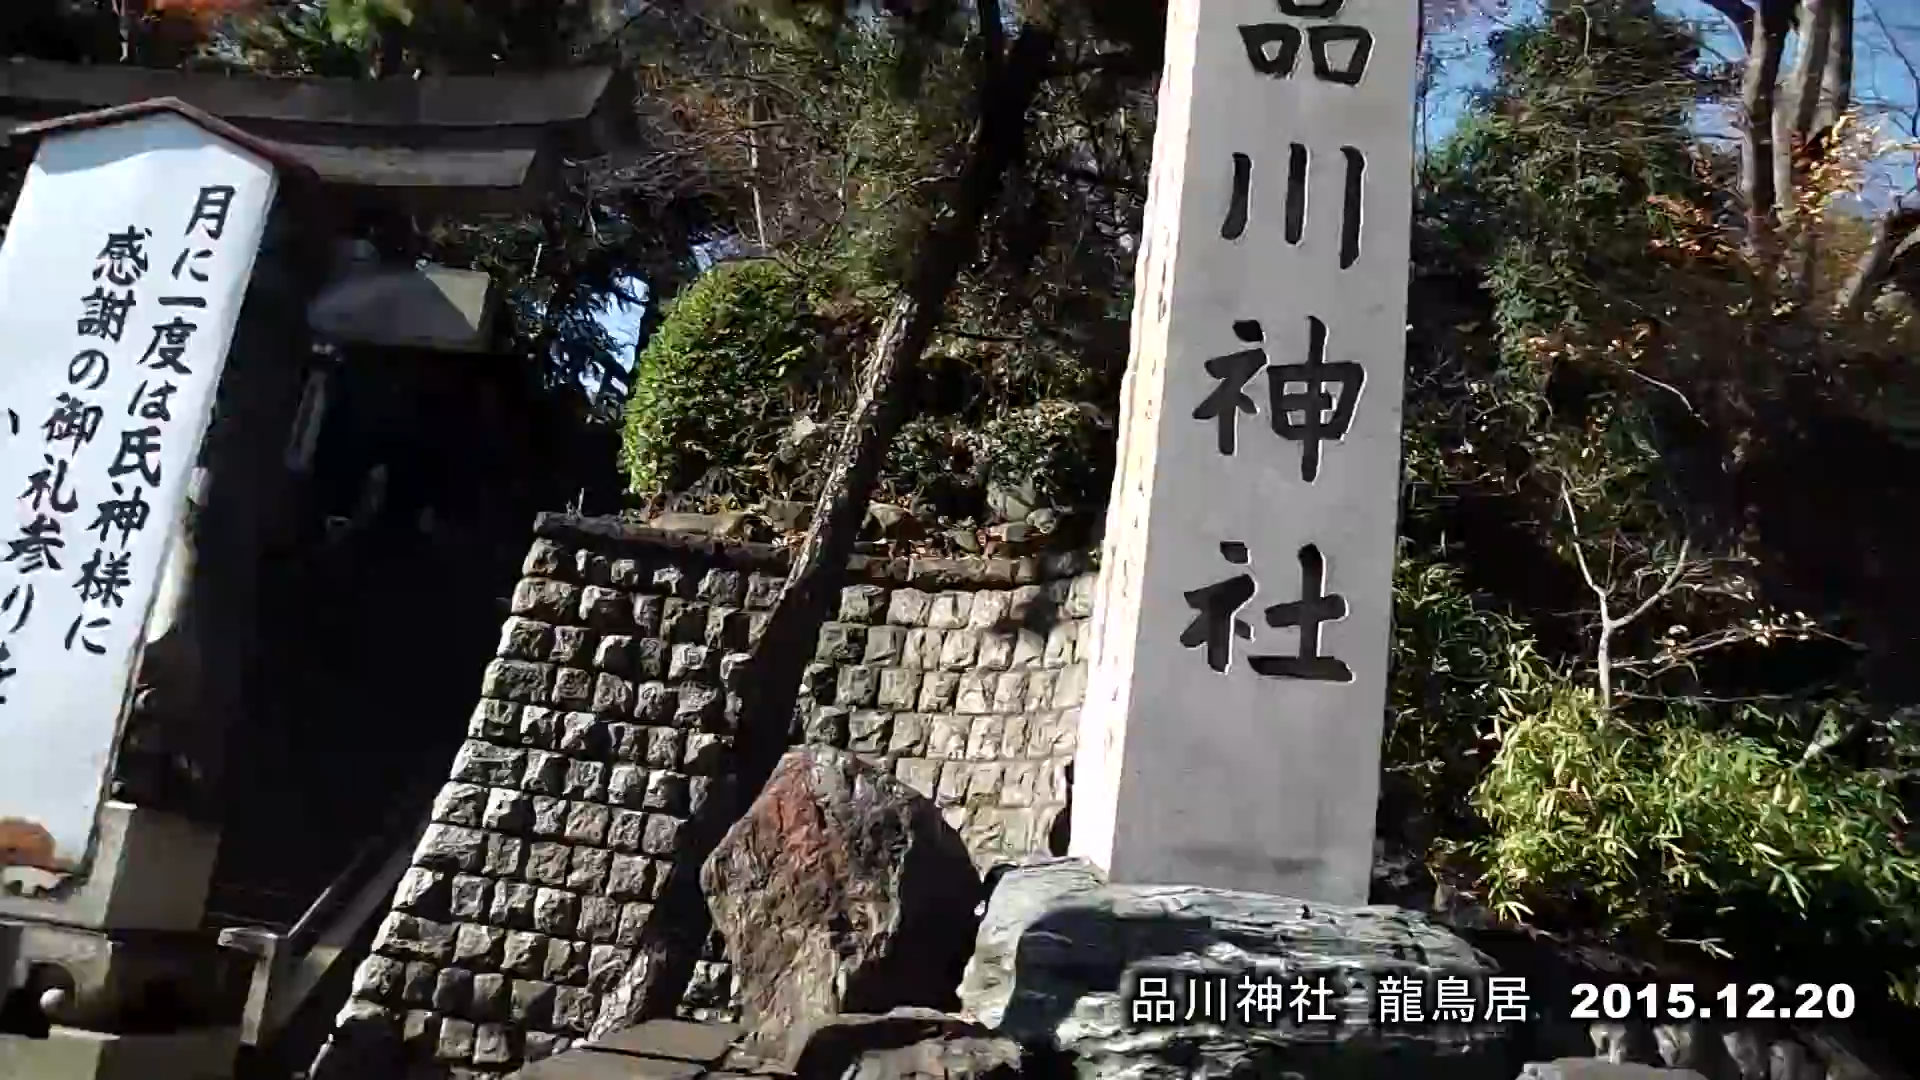 月に一度は氏神様に
感謝の御礼参りを
品川神社
品川神社 龍鳥居 2015.12.20